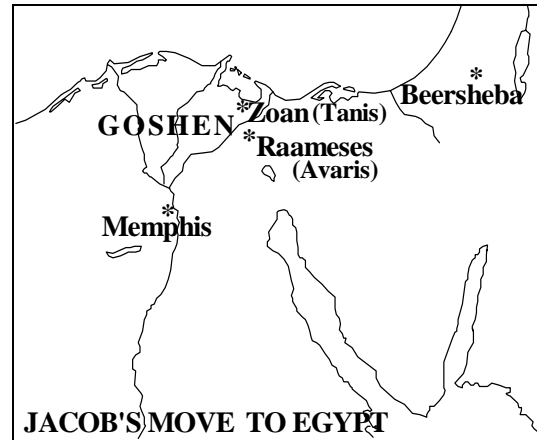 Beersheba
Zoan (Tanis)
GOSHEN
Raameses
(Avaris)
Memphis
JACOB'S MOVE TO EGYPT